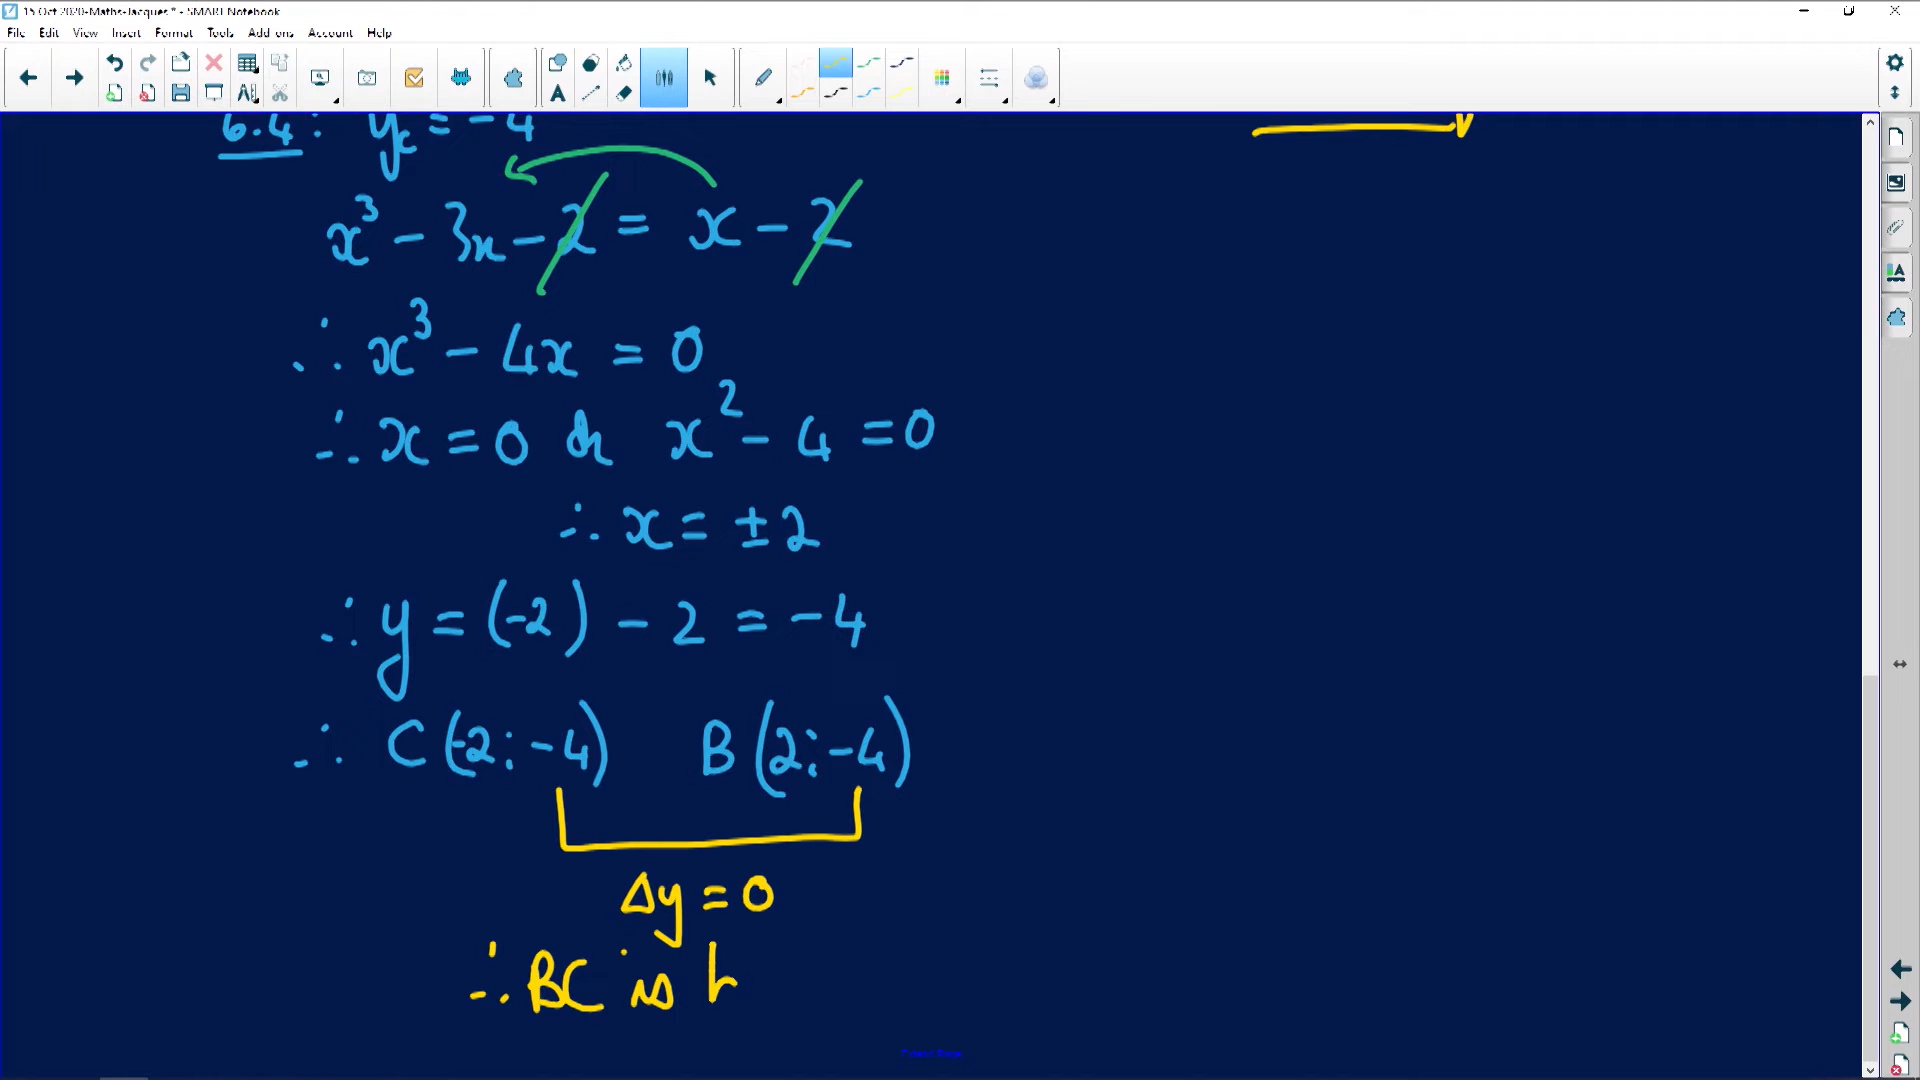 15 Oct 2020-Maths-Jacques * - SMART Notebook
File Edit View Insert Format Tools Add-ons Account Help
6.4 : y_c = -4
x³ - 3x - 2 = x - 2
∴ x³ - 4x = 0
∴ x = 0 or x² - 4 = 0
∴ x = ±2
∴ y = (-2) - 2 = -4
∴ C(-2; -4) B(2; -4)
Δy = 0
∴ BC is h